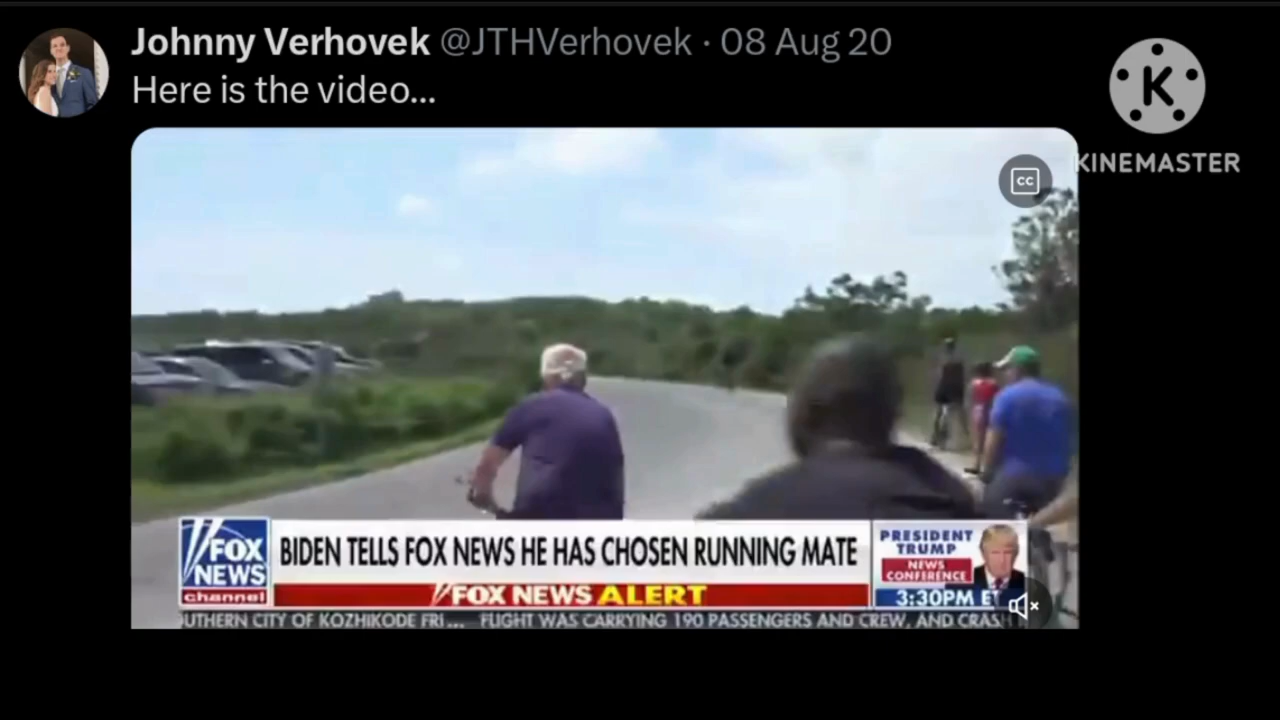 Johnny Verhovek @JTHVerhovek · 08 Aug 20
Here is the video...
K
KINEMASTER
CC
FOX
NEWS
channel
BIDEN TELLS FOX NEWS HE HAS CHOSEN RUNNING MATE
FOX NEWS ALERT
PRESIDENT
TRUMP
NEWS
CONFERENCE
3:30PM ET
UTHERN CITY OF KOZHIKODE FRI... FLIGHT WAS CARRYING 190 PASSENGERS AND CREW, AND CRASH